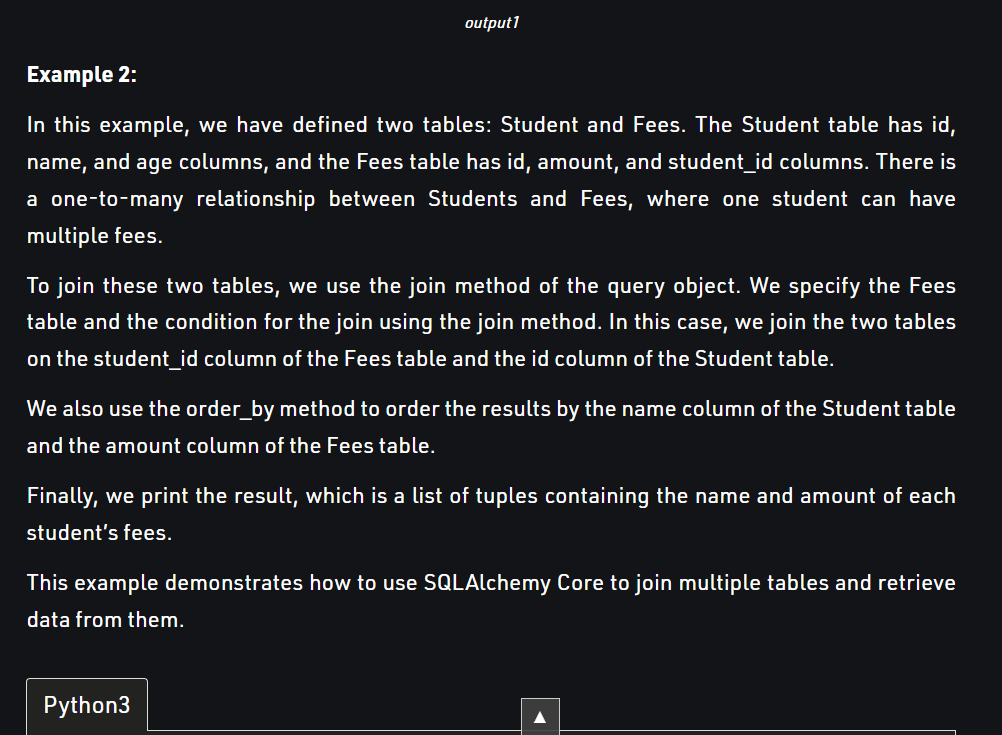 output1
Example 2:
In this example, we have defined two tables: Student and Fees. The Student table has id,
name, and age columns, and the Fees table has id, amount, and student_id columns. There is
a one-to-many relationship between Students and Fees, where one student can have
multiple fees.
To join these two tables, we use the join method of the query object. We specify the Fees
table and the condition for the join using the join method. In this case, we join the two tables
on the student_id column of the Fees table and the id column of the Student table.
We also use the order_by method to order the results by the name column of the Student table
and the amount column of the Fees table.
Finally, we print the result, which is a list of tuples containing the name and amount of each
student’s fees.
This example demonstrates how to use SQLAlchemy Core to join multiple tables and retrieve
data from them.
Python3